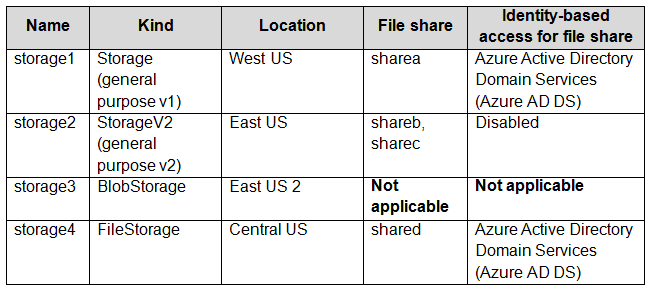 Name Kind Location File share Identity-based
access for file share
storage1 Storage West US sharea Azure Active Directory
(general Domain Services
purpose v1) (Azure AD DS)
storage2 StorageV2 East US shareb, Disabled
(general sharec
purpose v2)
storage3 BlobStorage East US 2 Not Not applicable
applicable
storage4 FileStorage Central US shared Azure Active Directory
Domain Services
(Azure AD DS)